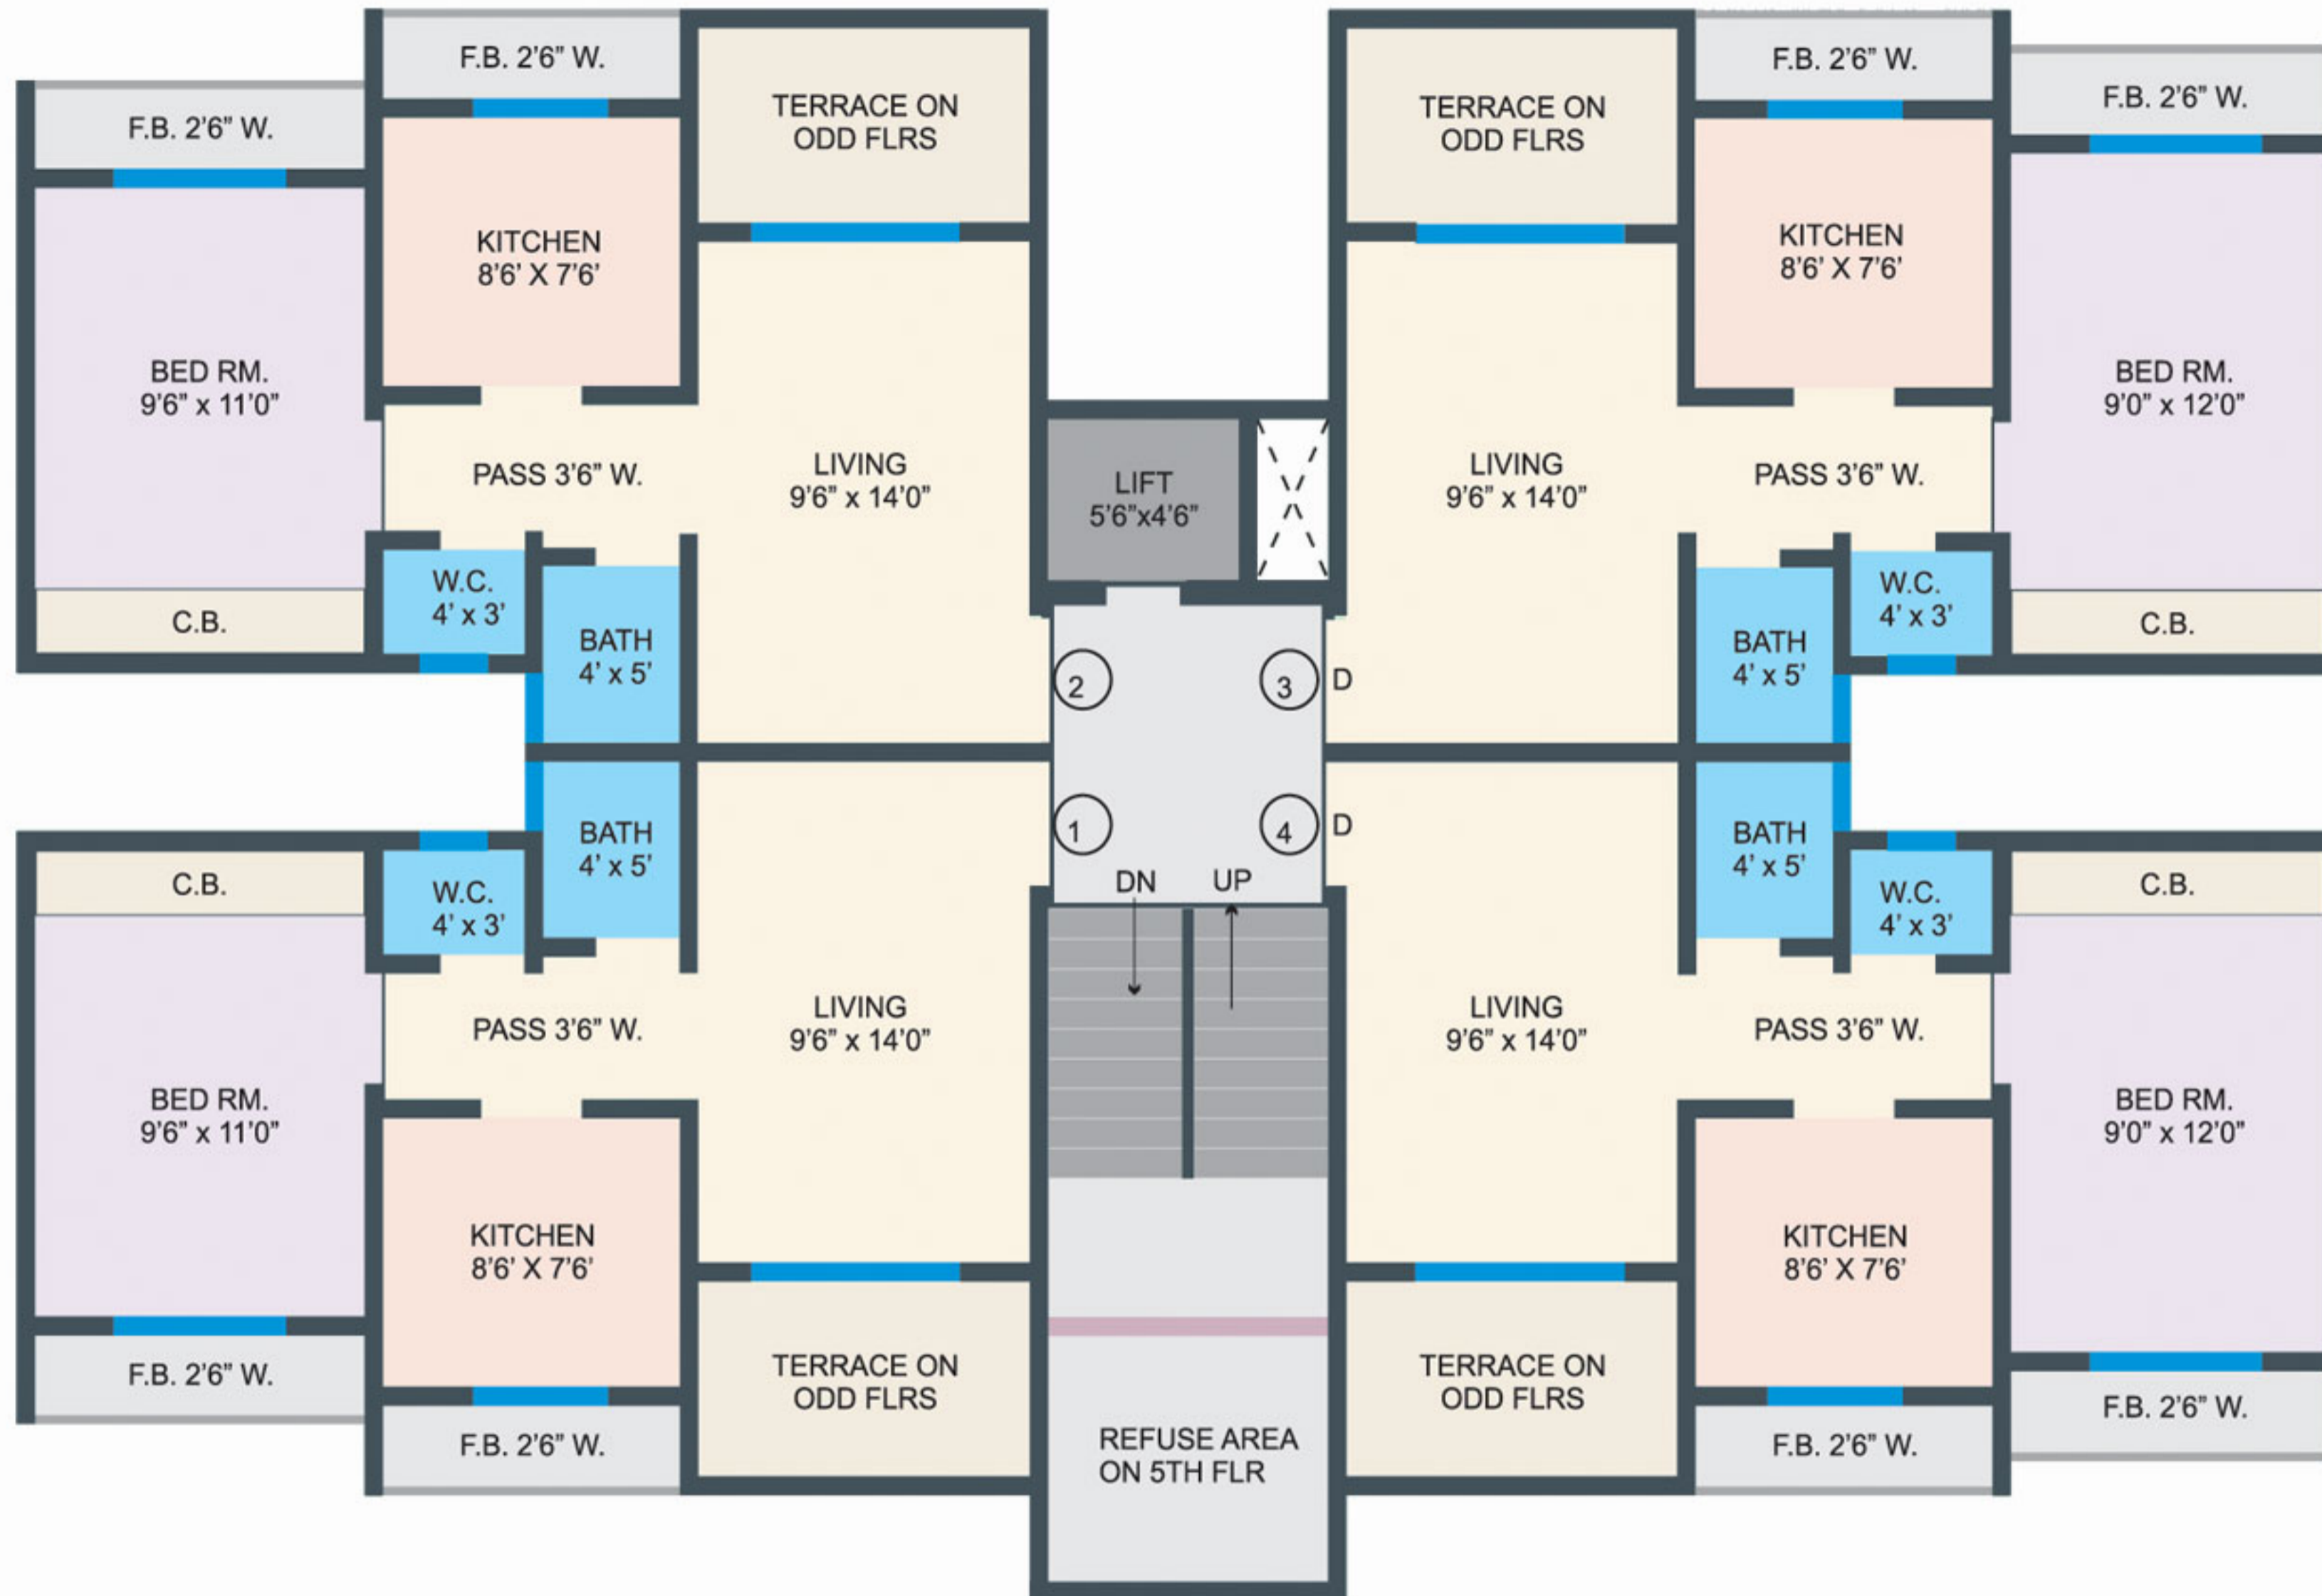 F.B. 2’6” W.
F.B. 2’6” W.
TERRACE ON
ODD FLRS
KITCHEN
8’6’ X 7’6’
BED RM.
9’6” x 11’0”
PASS 3’6” W.
LIVING
9’6” x 14’0”
W.C.
4’ x 3’
C.B.
BATH
4’ x 5’
LIFT
5’6”x4’6”
TERRACE ON
ODD FLRS
F.B. 2’6” W.
F.B. 2’6” W.
KITCHEN
8’6’ X 7’6’
BED RM.
9’0” x 12’0”
LIVING
9’6” x 14’0”
PASS 3’6” W.
W.C.
4’ x 3’
C.B.
BATH
4’ x 5’
2
3 D
1
4 D
DN UP
BATH
4’ x 5’
C.B.
W.C.
4’ x 3’
PASS 3’6” W.
LIVING
9’6” x 14’0”
BED RM.
9’6” x 11’0”
KITCHEN
8’6’ X 7’6’
F.B. 2’6” W.
F.B. 2’6” W.
TERRACE ON
ODD FLRS
REFUSE AREA
ON 5TH FLR
BATH
4’ x 5’
W.C.
4’ x 3’
C.B.
LIVING
9’6” x 14’0”
PASS 3’6” W.
BED RM.
9’0” x 12’0”
KITCHEN
8’6’ X 7’6’
TERRACE ON
ODD FLRS
F.B. 2’6” W.
F.B. 2’6” W.